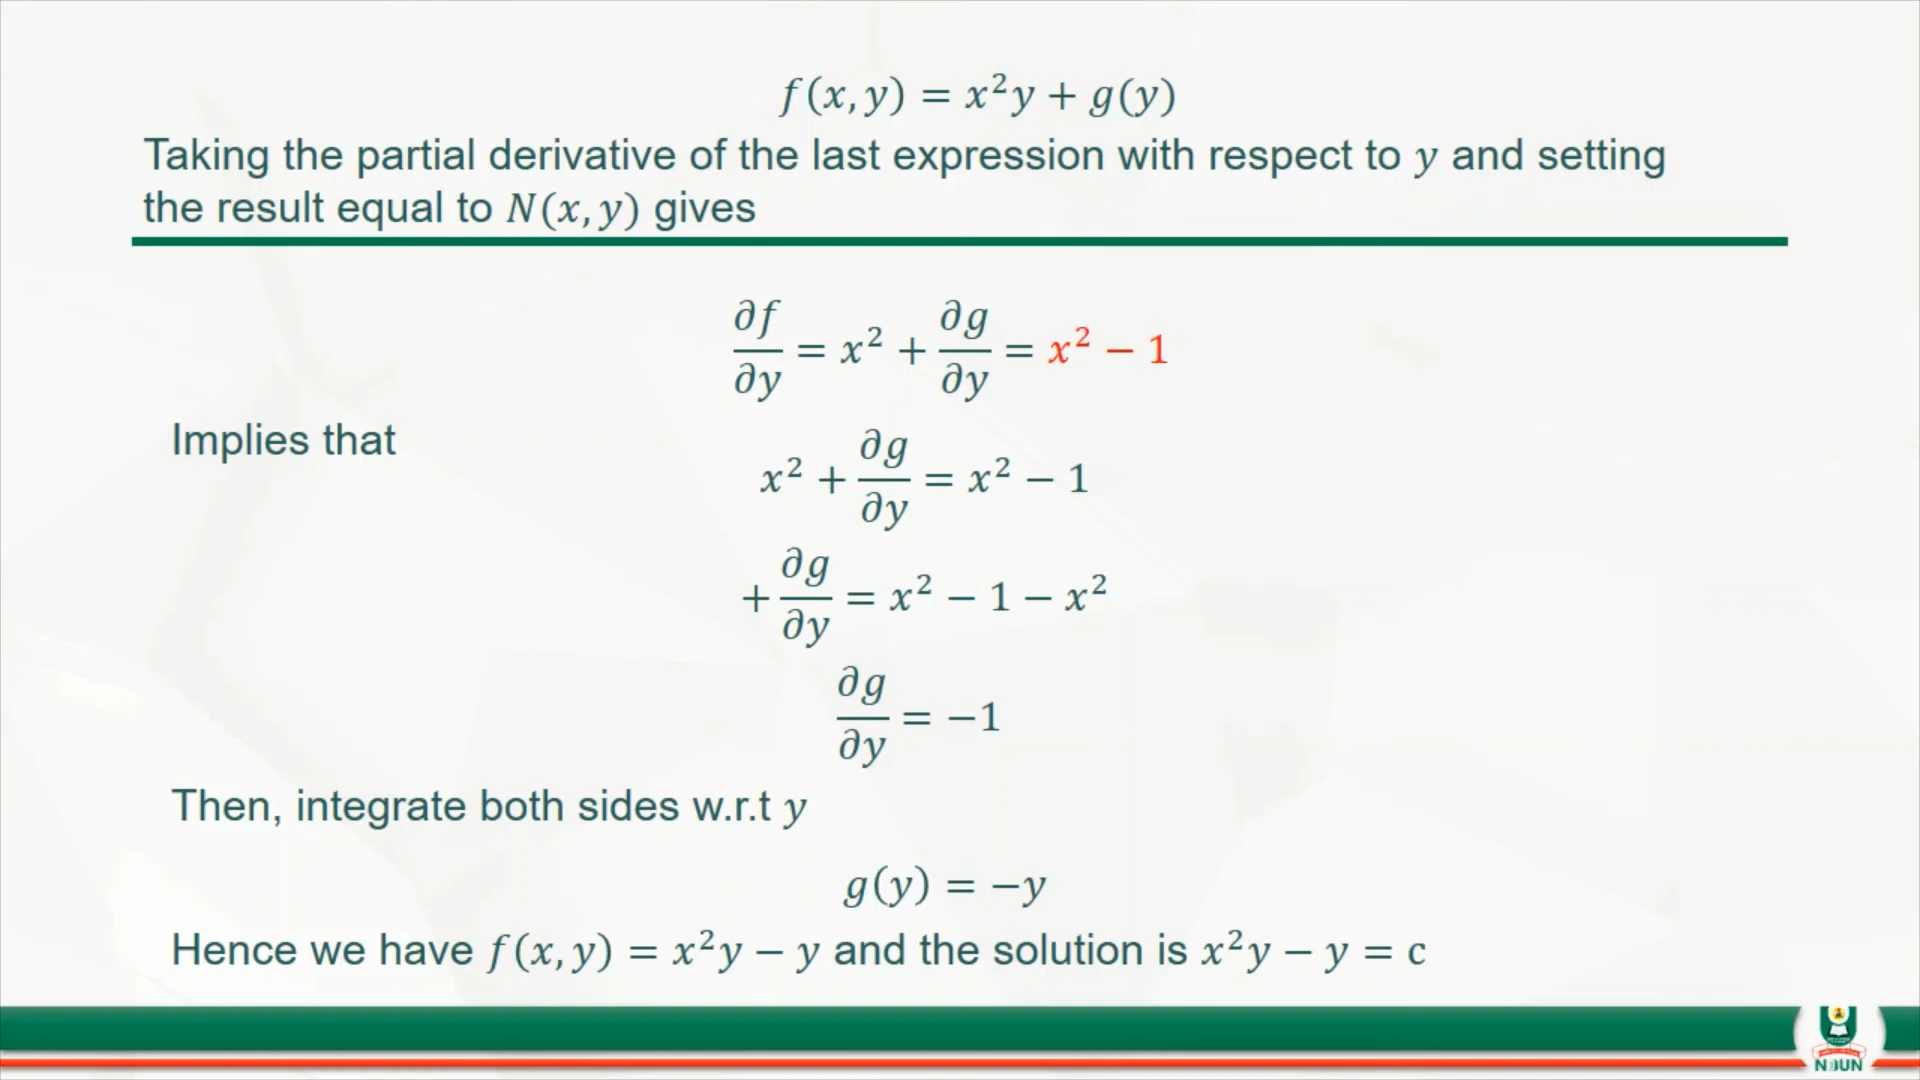 f(x, y) = x²y + g(y)
Taking the partial derivative of the last expression with respect to y and setting
the result equal to N(x, y) gives
∂f/∂y = x² + ∂g/∂y = x² − 1
Implies that
x² + ∂g/∂y = x² − 1
+ ∂g/∂y = x² − 1 − x²
∂g/∂y = −1
Then, integrate both sides w.r.t y
g(y) = −y
Hence we have f(x, y) = x²y − y and the solution is x²y − y = c
NOUN